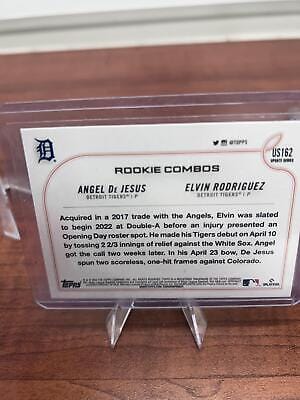 @TOPPS
US162
UPDATE SERIES
ROOKIE COMBOS
ANGEL DE JESUS
DETROIT TIGERS | P
ELVIN RODRIGUEZ
DETROIT TIGERS | P
Acquired in a 2017 trade with the Angels, Elvin was slated
to begin 2022 at Double-A before an injury presented an
Opening Day roster spot. He made his Tigers debut on April 10
by tossing 2 2/3 innings of relief against the White Sox. Angel
got the call two weeks later. In his April 23 bow, De Jesus
spun two scoreless, one-hit frames against Colorado.
TOPPS